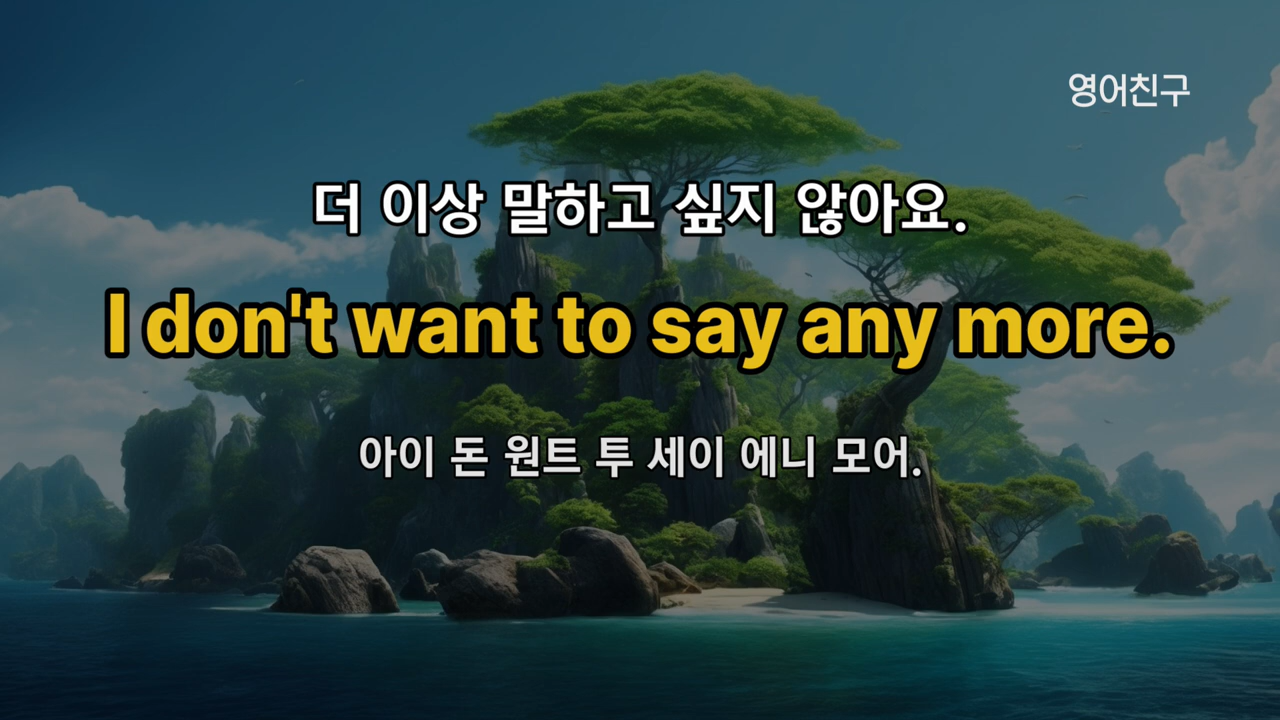 영어친구
더 이상 말하고 싶지 않아요.
I don't want to say any more.
아이 돈 원트 투 세이 에니 모어.